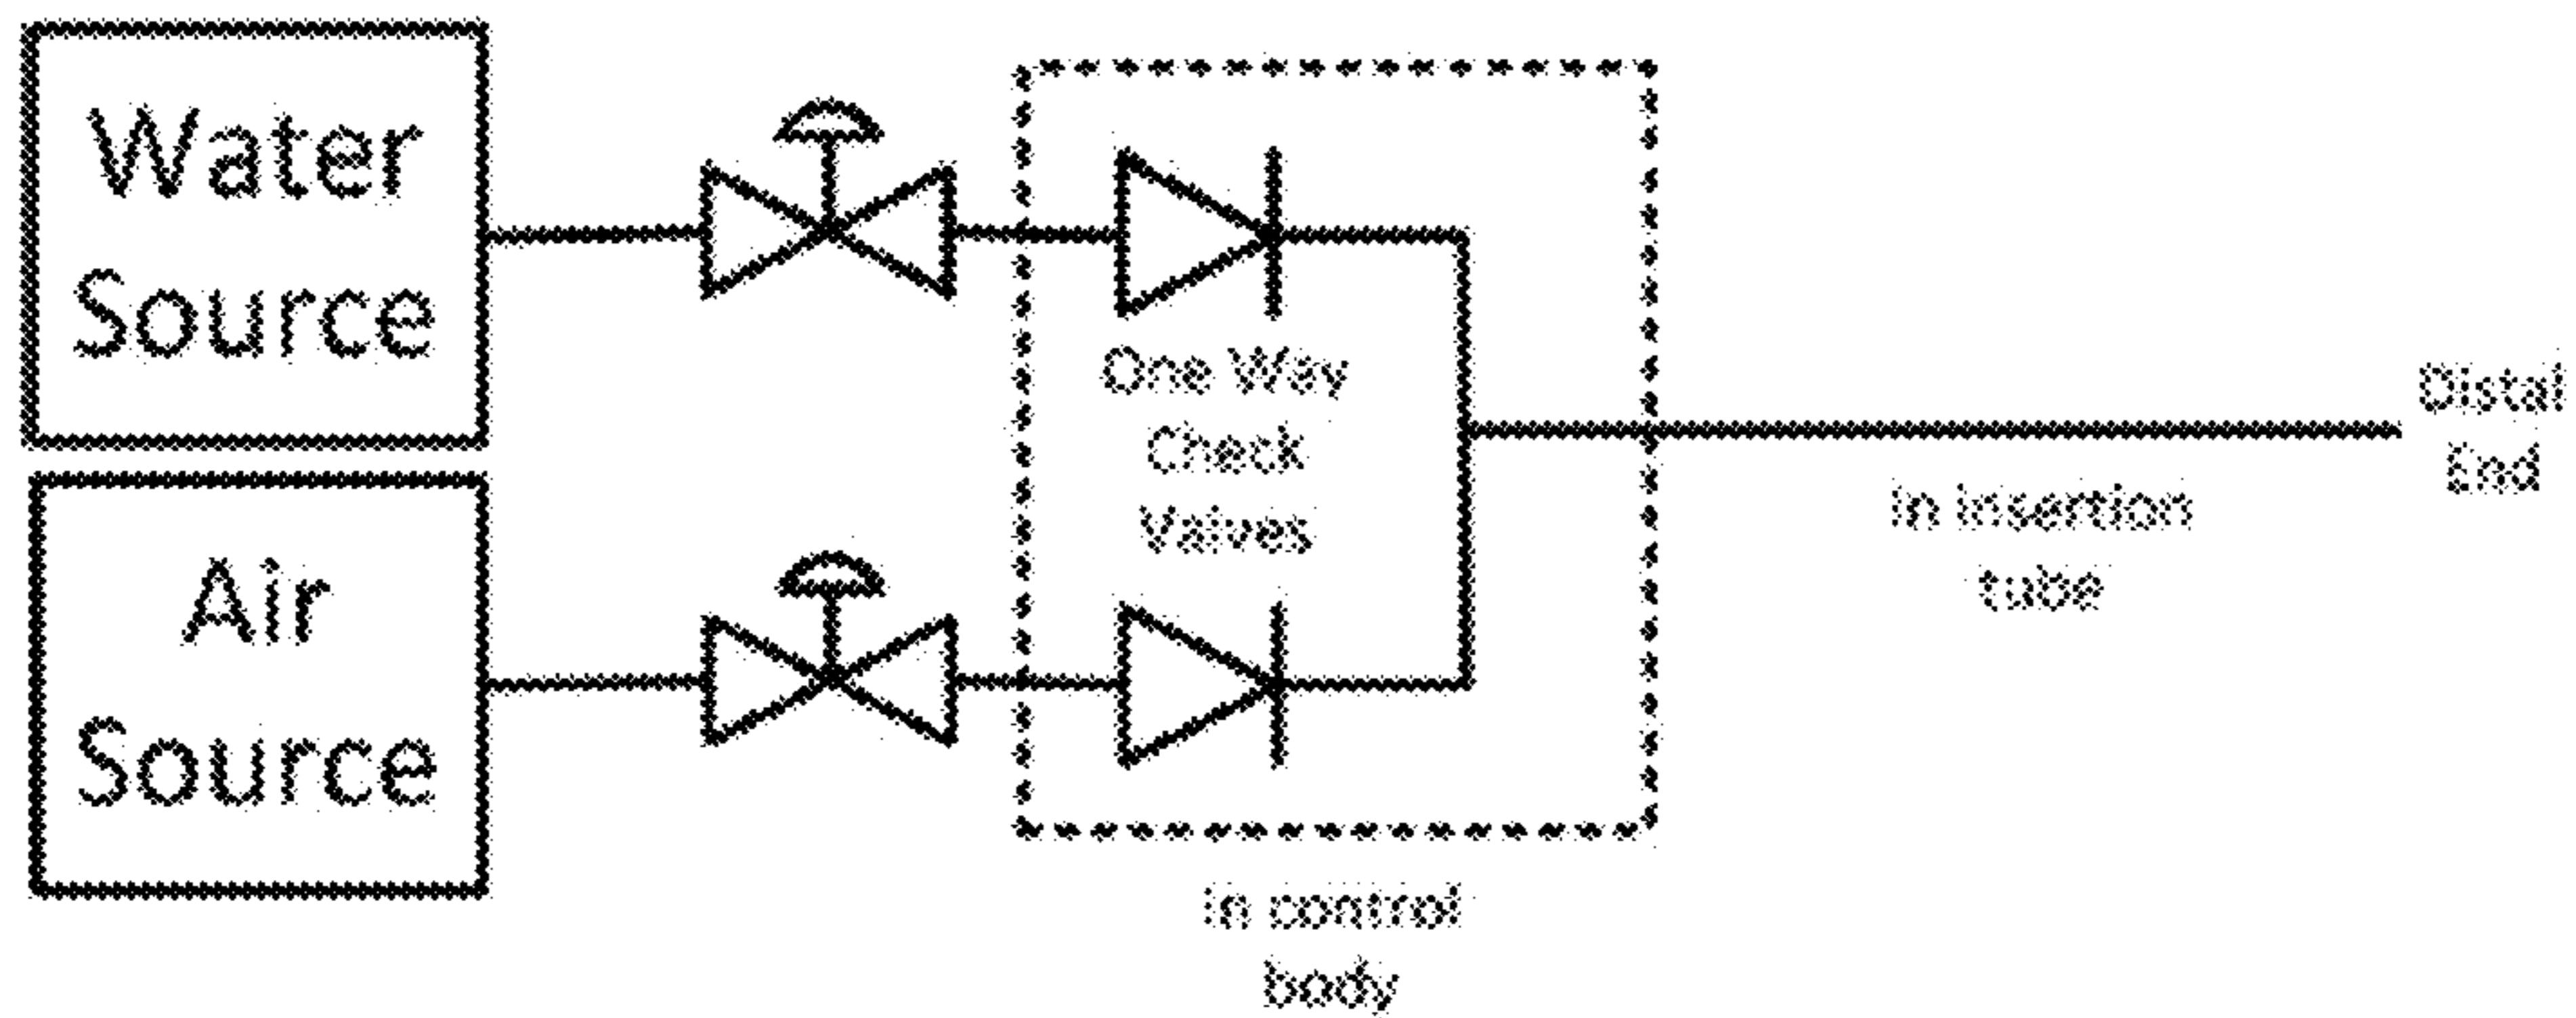 Water
Source
One Way
Check
Valves
Distal
End
in insertion
tube
Air
Source
in control
body